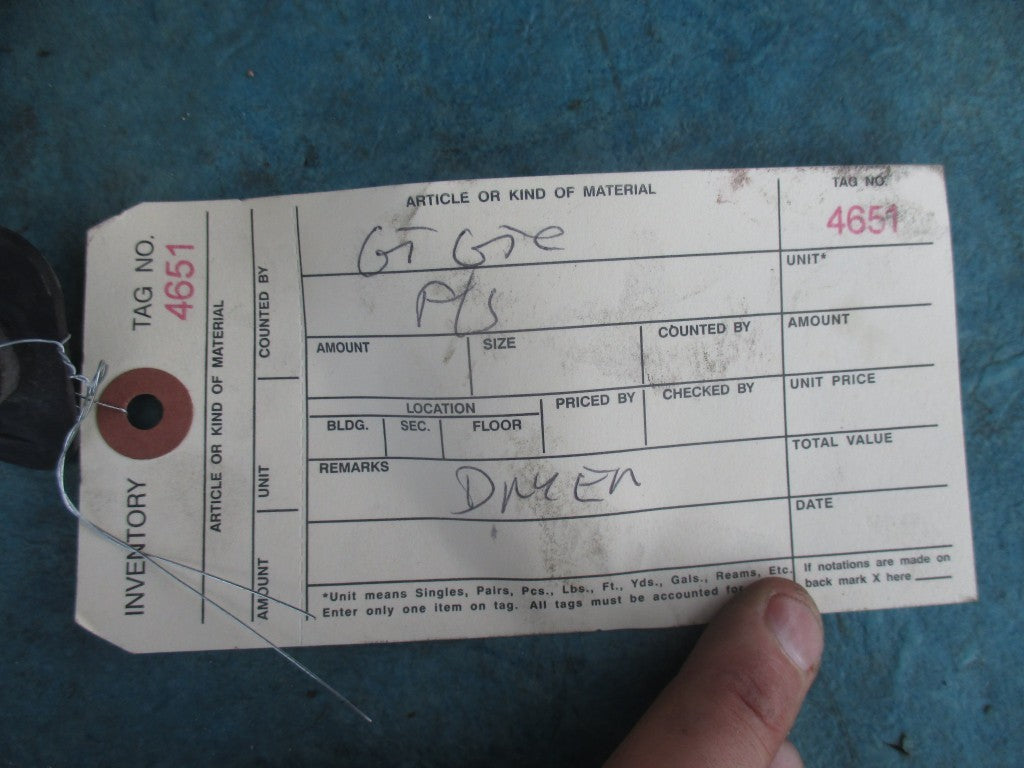 TAG NO.
4651
INVENTORY
ARTICLE OR KIND OF MATERIAL
COUNTED BY
UNIT
AMOUNT
ARTICLE OR KIND OF MATERIAL
P/S
AMOUNT
SIZE
COUNTED BY
LOCATION
BLDG.
SEC.
FLOOR
PRICED BY
CHECKED BY
REMARKS
*Unit means Singles, Pairs, Pcs., Lbs., Ft., Yds., Gals., Reams, Etc.
Enter only one item on tag. All tags must be accounted for
TAG NO.
4651
UNIT*
AMOUNT
UNIT PRICE
TOTAL VALUE
DATE
If notations are made on
back mark X here